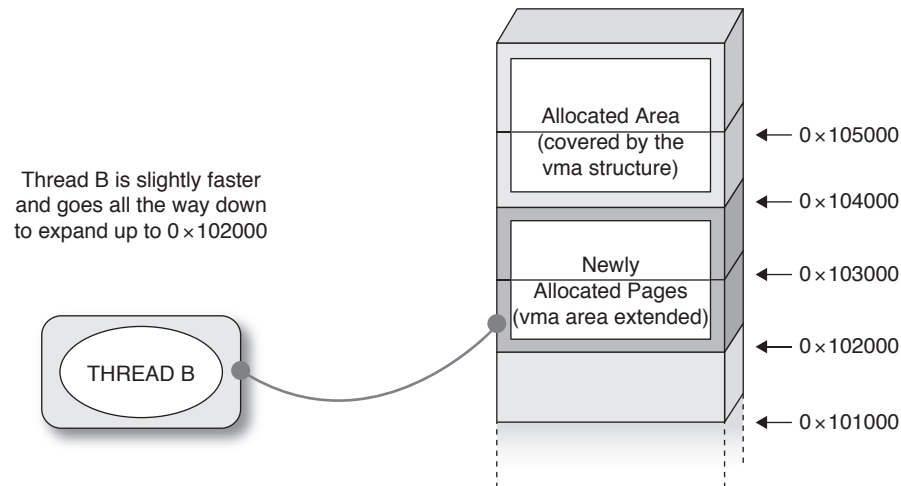 Thread B is slightly faster
and goes all the way down
to expand up to 0×102000
THREAD B
Allocated Area
(covered by the
vma structure)
Newly
Allocated Pages
(vma area extended)
0×105000
0×104000
0×103000
0×102000
0×101000